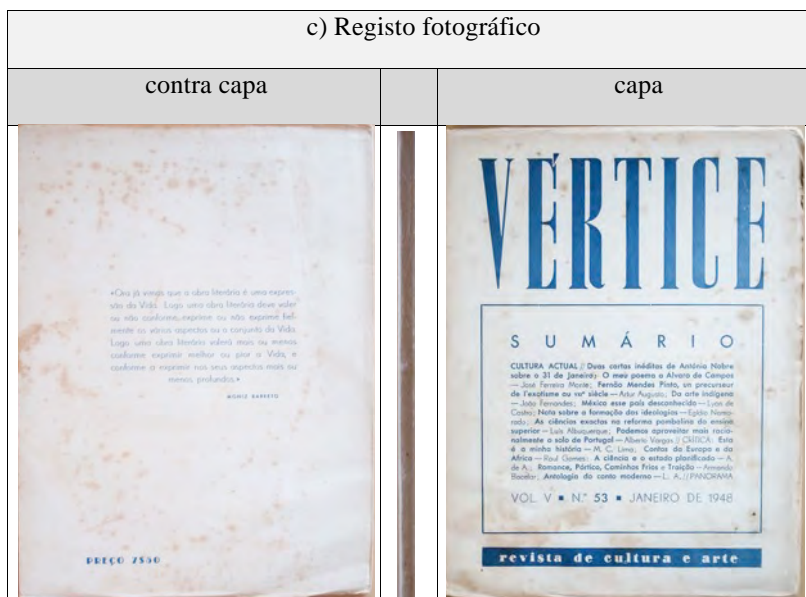 c) Registo fotográfico
contra capa
capa
«Ora já vimos que a obra literária é uma expres-
são da Vida. Logo uma obra literária deve valer
ou não conforme exprime ou não exprime fiel-
mente os vários aspectos ou o conjunto da Vida.
Logo uma obra literária valerá mais ou menos
conforme exprimir melhor ou pior a Vida, e
conforme a exprimir nos seus aspectos mais ou
menos profundos.»
MONIZ BARRETO
PREÇO 7$50
VÉRTICE
SUMÁRIO
CULTURA ACTUAL // Duas cartas inéditas de António Nobre
sobre o 31 de Janeiro; O meu poema a Alvaro de Campos
— José Ferreira Monte; Fernão Mendes Pinto, un precurseur
de l'exotisme au XVIe siècle — Artur Augusto; Da arte indígena
— João Fernandes; México esse país desconhecido — Lyon de
Castro; Nota sobre a formação das ideologias — Egídio Namo-
rado; As ciências exactas na reforma pombalina do ensino
superior — Luís Albuquerque; Podemos aproveitar mais racio-
nalmente o solo de Portugal — Alberto Vargas // CRÍTICA: Esta
é a minha história — M. C. Lima; Contos da Europa e da
Africa — Raul Gomes; A ciência e o estado planificado — A.
de A.; Romance, Pórtico, Caminhos Frios e Traição — Armando
Bacelar; Antologia do conto moderno — L. A. // PANORAMA
VOL. V ■ N.º 53 ■ JANEIRO DE 1948
revista de cultura e arte